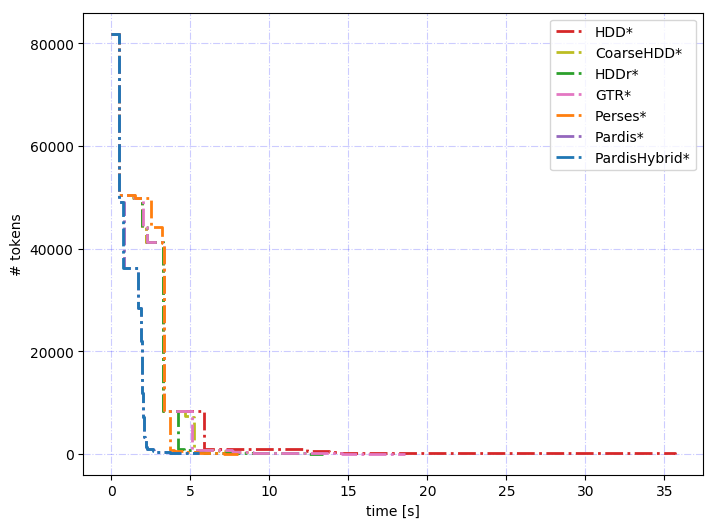 HDD*
CoarseHDD*
HDDr*
GTR*
Perses*
Pardis*
PardisHybrid*
80000
60000
40000
20000
0
# tokens
0 5 10 15 20 25 30 35
time [s]